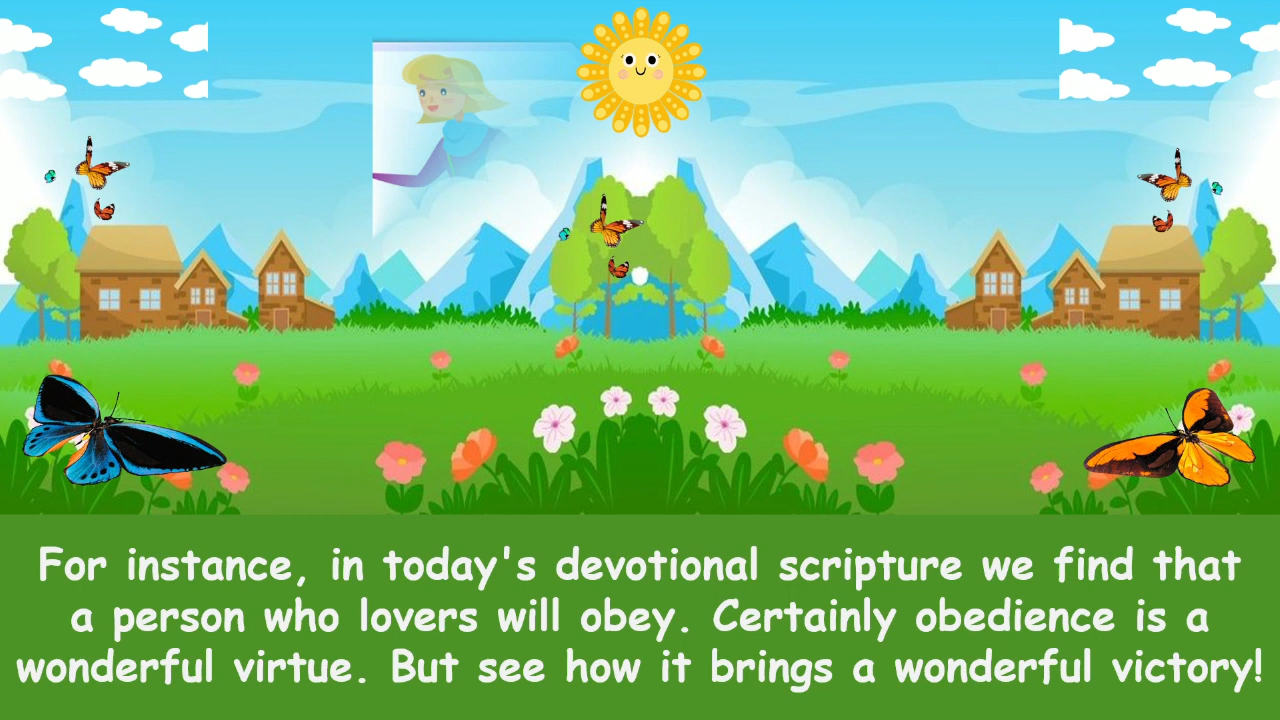 For instance, in today's devotional scripture we find that
a person who lovers will obey. Certainly obedience is a
wonderful virtue. But see how it brings a wonderful victory!